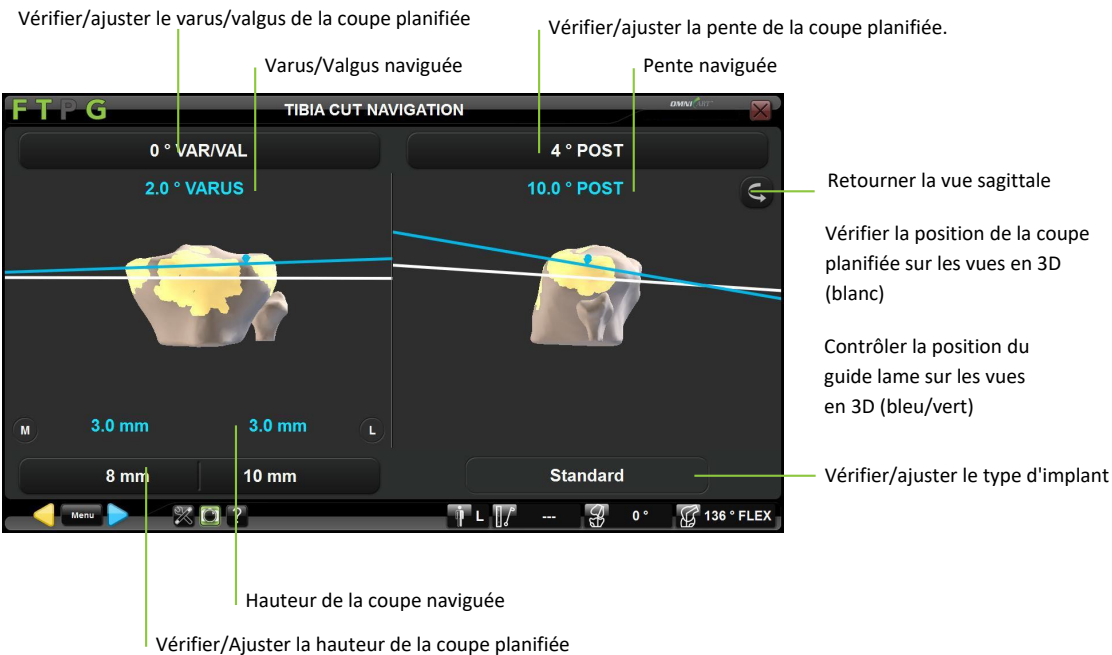 Vérifier/ajuster le varus/valgus de la coupe planifiée
Vérifier/ajuster la pente de la coupe planifiée.
Varus/Valgus naviguée
Pente naviguée
F T P G
TIBIA CUT NAVIGATION
OMNI ART™
0 ° VAR/VAL
4 ° POST
2.0 ° VARUS
10.0 ° POST
Retourner la vue sagittale
Vérifier la position de la coupe
planifiée sur les vues en 3D
(blanc)
Contrôler la position du
guide lame sur les vues
en 3D (bleu/vert)
M
3.0 mm
3.0 mm
L
8 mm
10 mm
Standard
Vérifier/ajuster le type d'implant
Menu
?
L
---
0 °
136 ° FLEX
Hauteur de la coupe naviguée
Vérifier/Ajuster la hauteur de la coupe planifiée